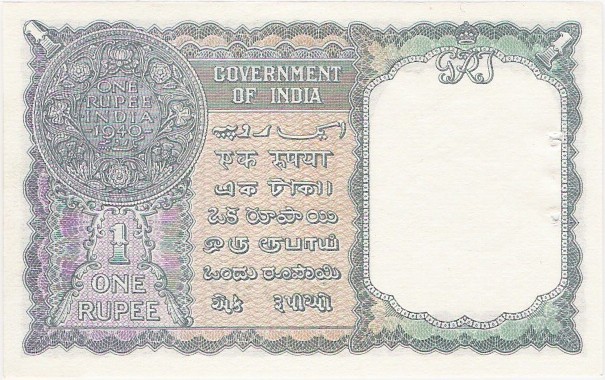 1
1
GRI
ONE
RUPEE
INDIA
1940
GOVERNMENT
OF INDIA
ایک روپیہ
एक रुपया
এক টাকা।
ఒక రూపాయి
ஒரு ரூபாய்
ಒಂದು ರೂಪಾಯಿ
એક રૂપીઓ
1
ONE
RUPEE